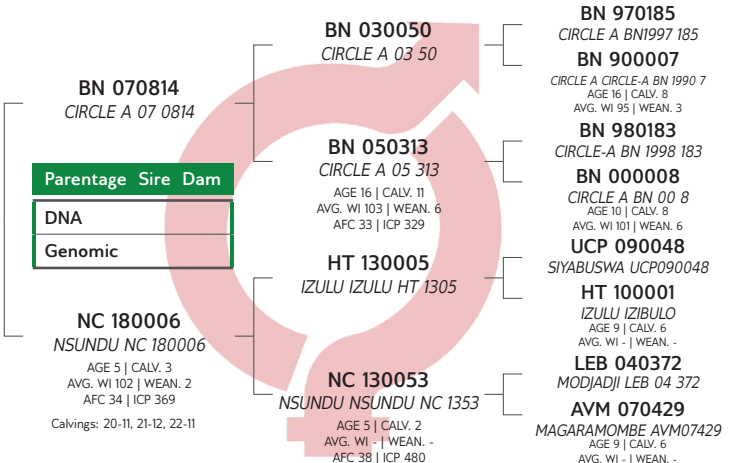 BN 070814
CIRCLE A 07 0814
Parentage Sire Dam
DNA
Genomic
NC 180006
NSUNDU NC 180006
AGE 5 | CALV. 3
AVG. WI 102 | WEAN. 2
AFC 34 | ICP 369
Calvings: 20-11, 21-12, 22-11
BN 030050
CIRCLE A 03 50
BN 050313
CIRCLE A 05 313
AGE 16 | CALV. 11
AVG. WI 103 | WEAN. 6
AFC 33 | ICP 329
HT 130005
IZULU IZULU HT 1305
NC 130053
NSUNDU NSUNDU NC 1353
AGE 5 | CALV. 2
AVG. WI - | WEAN. -
AFC 38 | ICP 480
BN 970185
CIRCLE A BN1997 185
BN 900007
CIRCLE A CIRCLE-A BN 1990 7
AGE 16 | CALV. 8
AVG. WI 95 | WEAN. 3
BN 980183
CIRCLE-A BN 1998 183
BN 000008
CIRCLE A BN 00 8
AGE 10 | CALV. 8
AVG. WI 101 | WEAN. 6
UCP 090048
SIYABUSWA UCP090048
HT 100001
IZULU IZIBULO
AGE 9 | CALV. 6
AVG. WI - | WEAN. -
LEB 040372
MODJADJI LEB 04 372
AVM 070429
MAGARAMOMBE AVM07429
AGE 9 | CALV. 6
AVG. WI - | WEAN. -